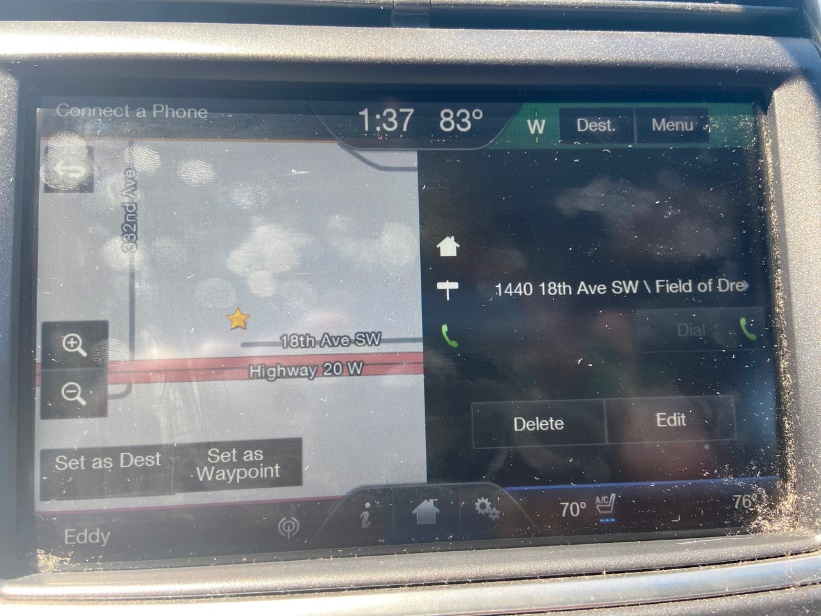 Connect a Phone
1:37 83°
W
Dest.
Menu
332nd Ave
1440 18th Ave SW \ Field of Dre
18th Ave SW
Dial
Highway 20 W
Delete
Edit
Set as Dest
Set as
Waypoint
Eddy
i
70°
A/C
76°